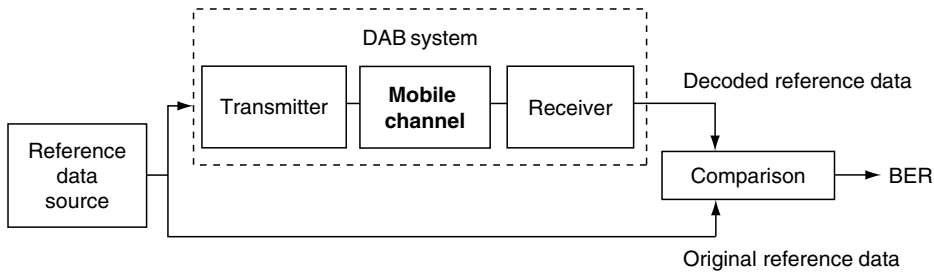 DAB system
Transmitter
Mobile
channel
Receiver
Decoded reference data
Reference
data
source
Comparison
BER
Original reference data